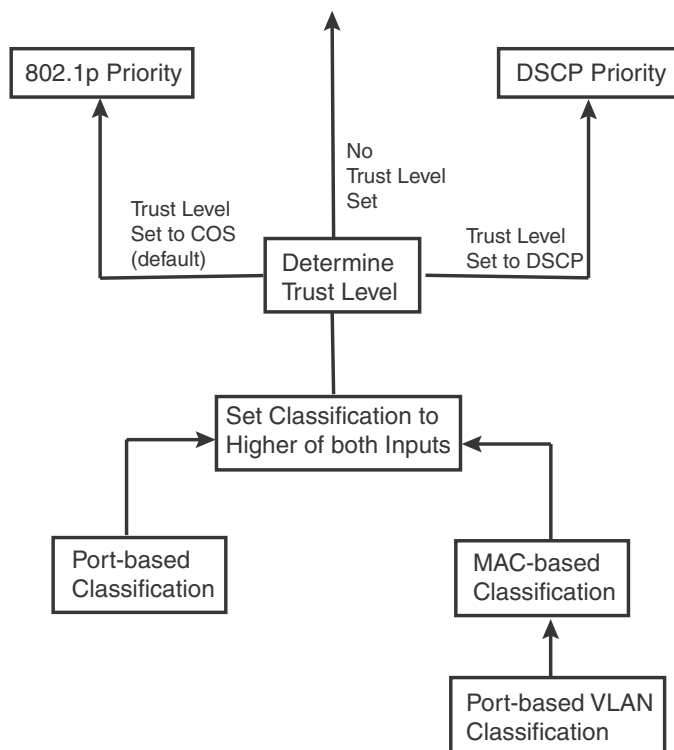 802.1p Priority
DSCP Priority
No
Trust Level
Set
Trust Level
Set to COS
(default)
Trust Level
Set to DSCP
Determine
Trust Level
Set Classification to
Higher of both Inputs
Port-based
Classification
MAC-based
Classification
Port-based VLAN
Classification